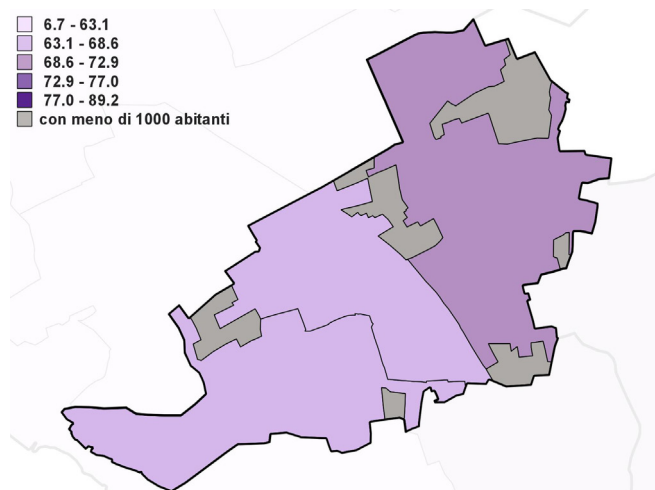 6.7 - 63.1
63.1 - 68.6
68.6 - 72.9
72.9 - 77.0
77.0 - 89.2
con meno di 1000 abitanti